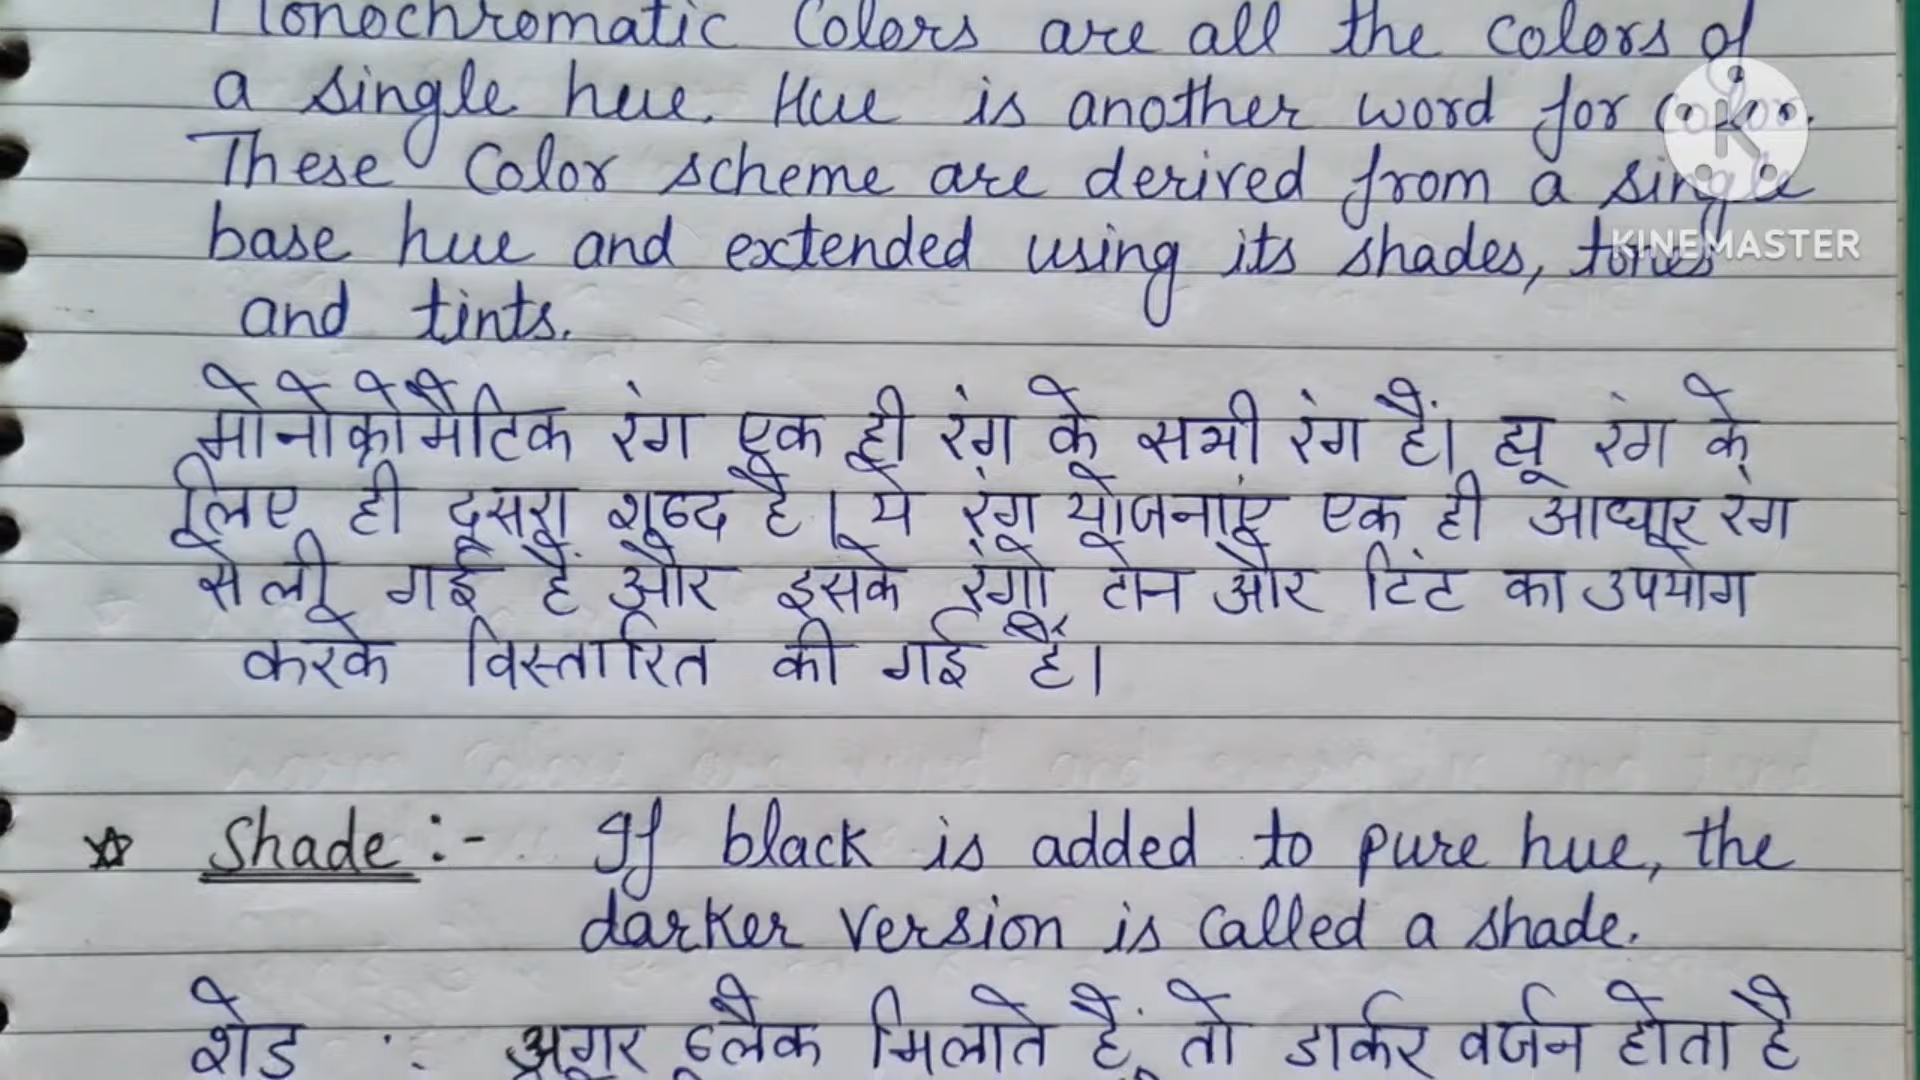 Monochromatic Colors are all the colors of
a single hue. Hue is another word for color.
These Color scheme are derived from a single
base hue and extended using its shades, tones
KINEMASTER
and tints.
मोनोक्रोमैटिक रंग एक ही रंग के सभी रंग हैं। ह्यू रंग के
लिए ही दूसरा शब्द है। ये रंग योजनाएं एक ही आधार रंग
से ली गई हैं और इसके रंगो, टोन और टिंट का उपयोग
करके विस्तारित की गई हैं।
☆ Shade :- If black is added to pure hue, the
darker version is called a shade.
शेड :- अगर ब्लैक मिलाते हैं, तो डार्कर वर्जन होता है